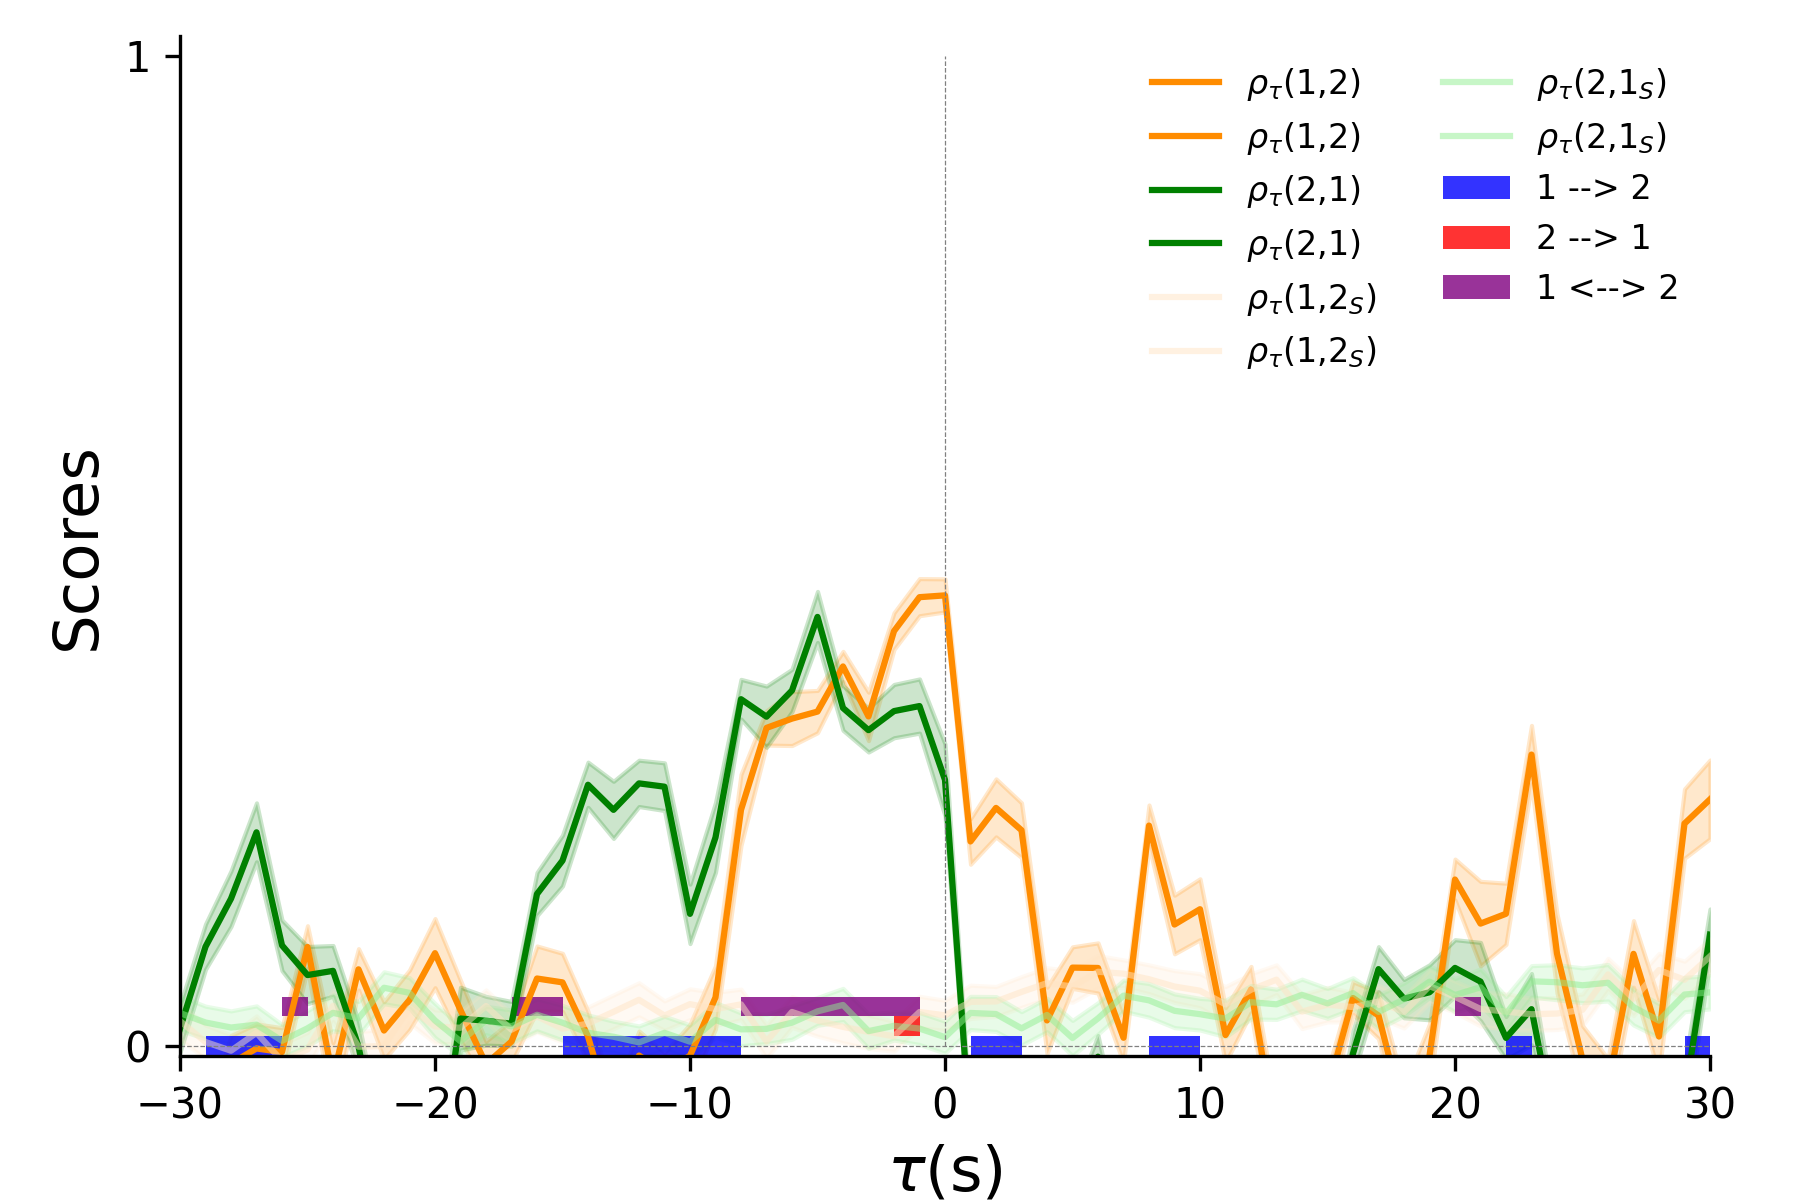 1
ρτ(1,2)
ρτ(1,2)
ρτ(2,1)
ρτ(2,1)
ρτ(1,2S)
ρτ(1,2S)
ρτ(2,1S)
ρτ(2,1S)
1 --> 2
2 --> 1
1 <--> 2
Scores
0
−30 −20 −10 0 10 20 30
τ(s)